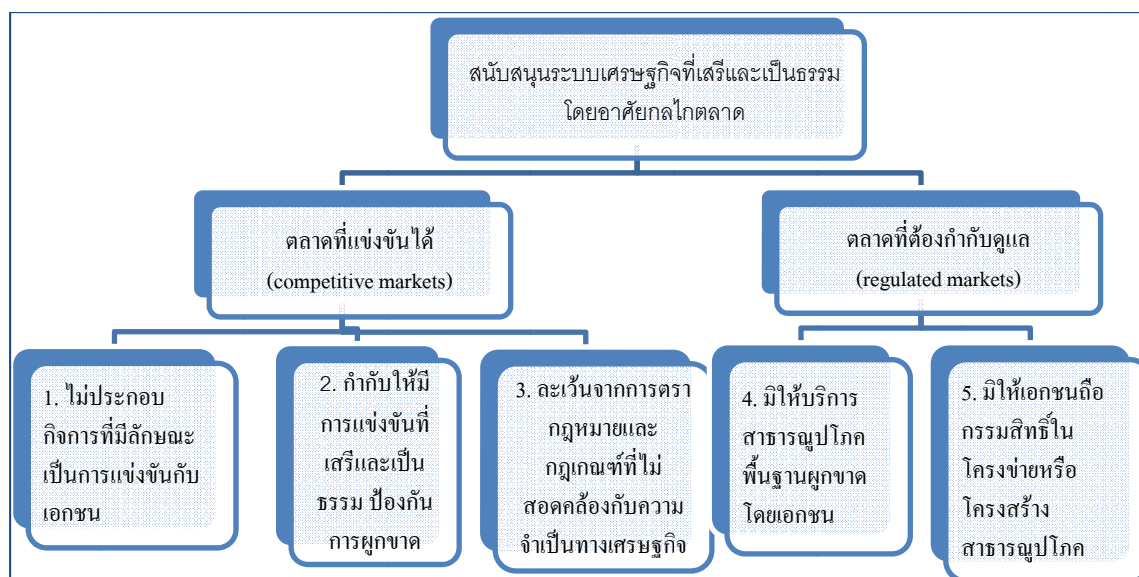 สนับสนุนระบบเศรษฐกิจที่เสรีและเป็นธรรม
โดยอาศัยกลไกตลาด
ตลาดที่แข่งขันได้
(competitive markets)
ตลาดที่ต้องกำกับดูแล
(regulated markets)
1. ไม่ประกอบ
กิจการที่มีลักษณะ
เป็นการแข่งขันกับ
เอกชน
2. กำกับให้มี
การแข่งขันที่
เสรีและเป็น
ธรรม ป้องกัน
การผูกขาด
3. ละเว้นจากการตรา
กฎหมายและ
กฎเกณฑ์ที่ไม่
สอดคล้องกับความ
จำเป็นทางเศรษฐกิจ
4. มิให้บริการ
สาธารณูปโภค
พื้นฐานผูกขาด
โดยเอกชน
5. มิให้เอกชนถือ
กรรมสิทธิ์ใน
โครงข่ายหรือ
โครงสร้าง
สาธารณูปโภค